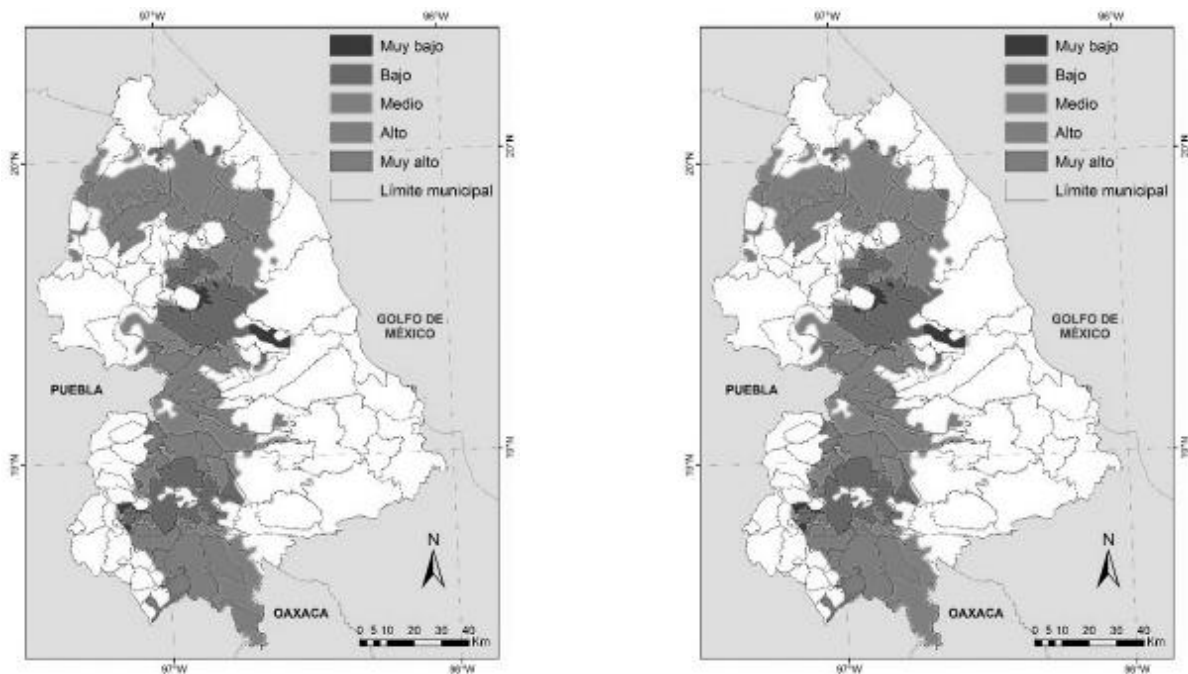 97°W
96°W
Muy bajo
Bajo
Medio
Alto
Muy alto
Límite municipal
20°N
20°N
GOLFO DE
MÉXICO
PUEBLA
19°N
19°N
N
OAXACA
0 5 10 20 30 40
Km
97°W
96°W
97°W
96°W
Muy bajo
Bajo
Medio
Alto
Muy alto
Límite municipal
20°N
20°N
GOLFO DE
MÉXICO
PUEBLA
19°N
19°N
N
OAXACA
0 5 10 20 30 40
Km
97°W
96°W